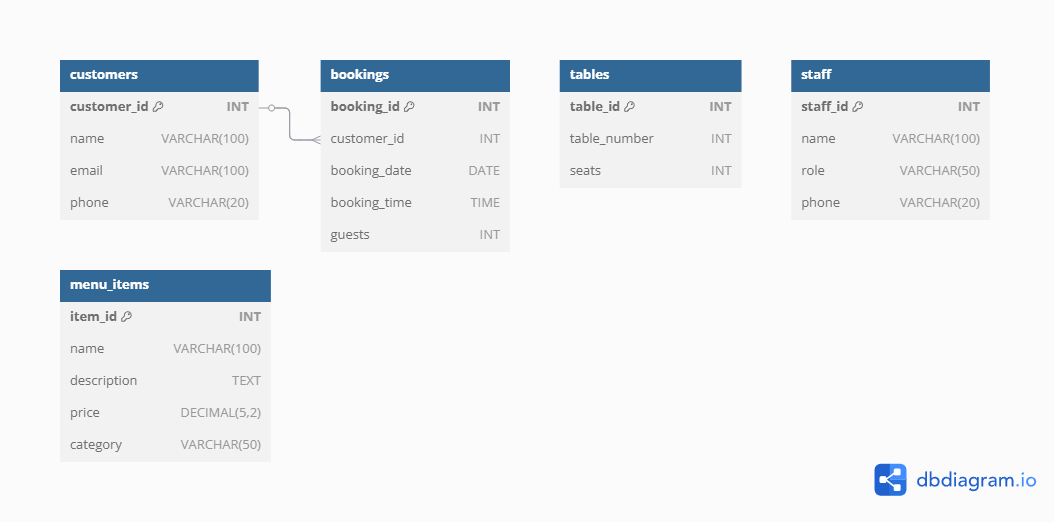 customers
customer_id INT
name VARCHAR(100)
email VARCHAR(100)
phone VARCHAR(20)
bookings
booking_id INT
customer_id INT
booking_date DATE
booking_time TIME
guests INT
tables
table_id INT
table_number INT
seats INT
staff
staff_id INT
name VARCHAR(100)
role VARCHAR(50)
phone VARCHAR(20)
menu_items
item_id INT
name VARCHAR(100)
description TEXT
price DECIMAL(5,2)
category VARCHAR(50)
dbdiagram.io